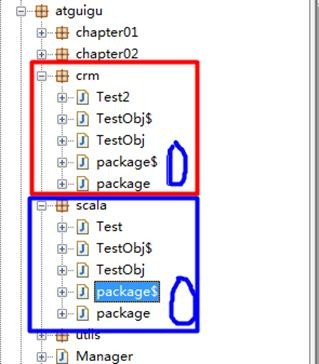 atguigu
chapter01
chapter02
crm
Test2
TestObj$
TestObj
package$
package
scala
Test
TestObj$
TestObj
package$
package
utils
Manager